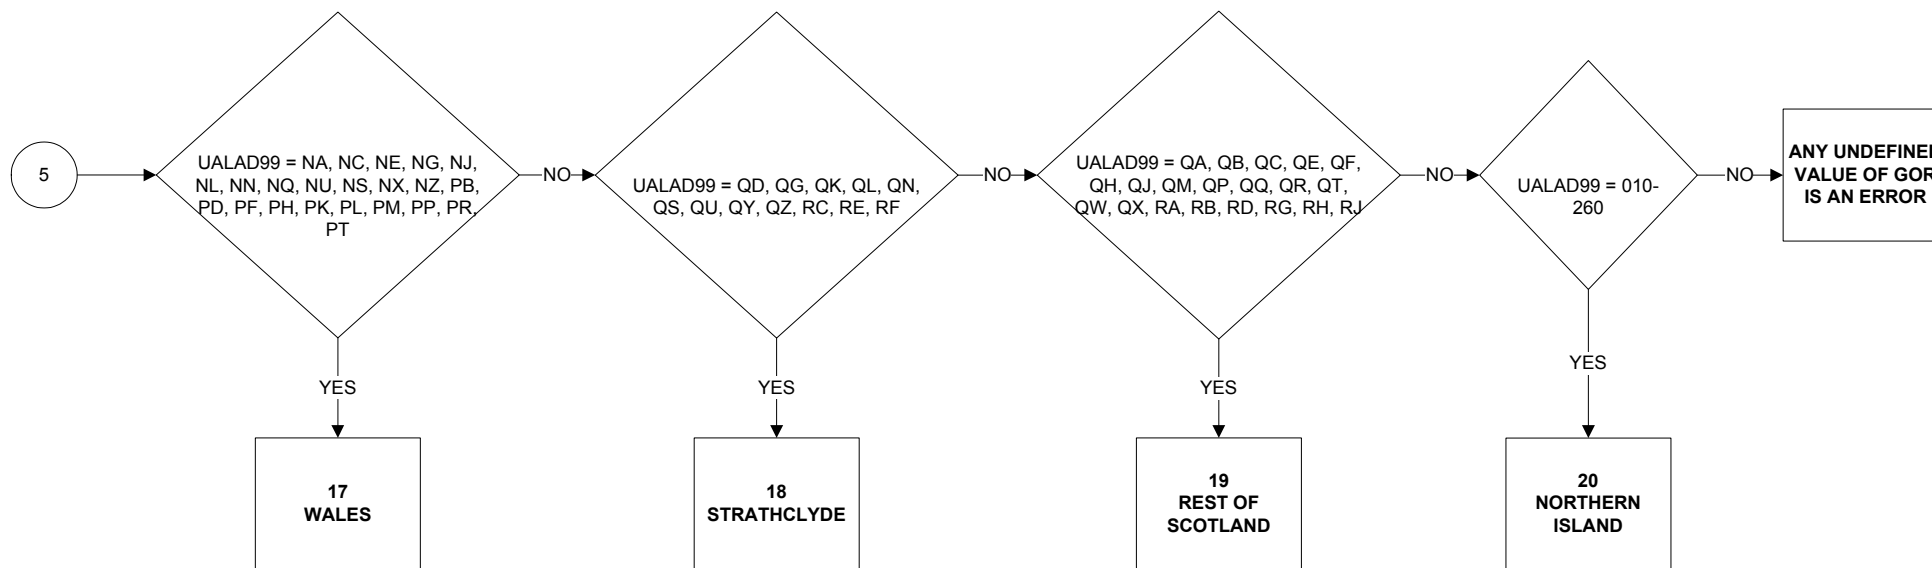 5
UALAD99 = NA, NC, NE, NG, NJ,
NL, NN, NQ, NU, NS, NX, NZ, PB,
PD, PF, PH, PK, PL, PM, PP, PR,
PT
NO
UALAD99 = QD, QG, QK, QL, QN,
QS, QU, QY, QZ, RC, RE, RF
NO
UALAD99 = QA, QB, QC, QE, QF,
QH, QJ, QM, QP, QQ, QR, QT,
QW, QX, RA, RB, RD, RG, RH, RJ
NO
UALAD99 = 010-
260
NO
ANY UNDEFINE
VALUE OF GOR
IS AN ERROR
YES
YES
YES
YES
17
WALES
18
STRATHCLYDE
19
REST OF
SCOTLAND
20
NORTHERN
ISLAND